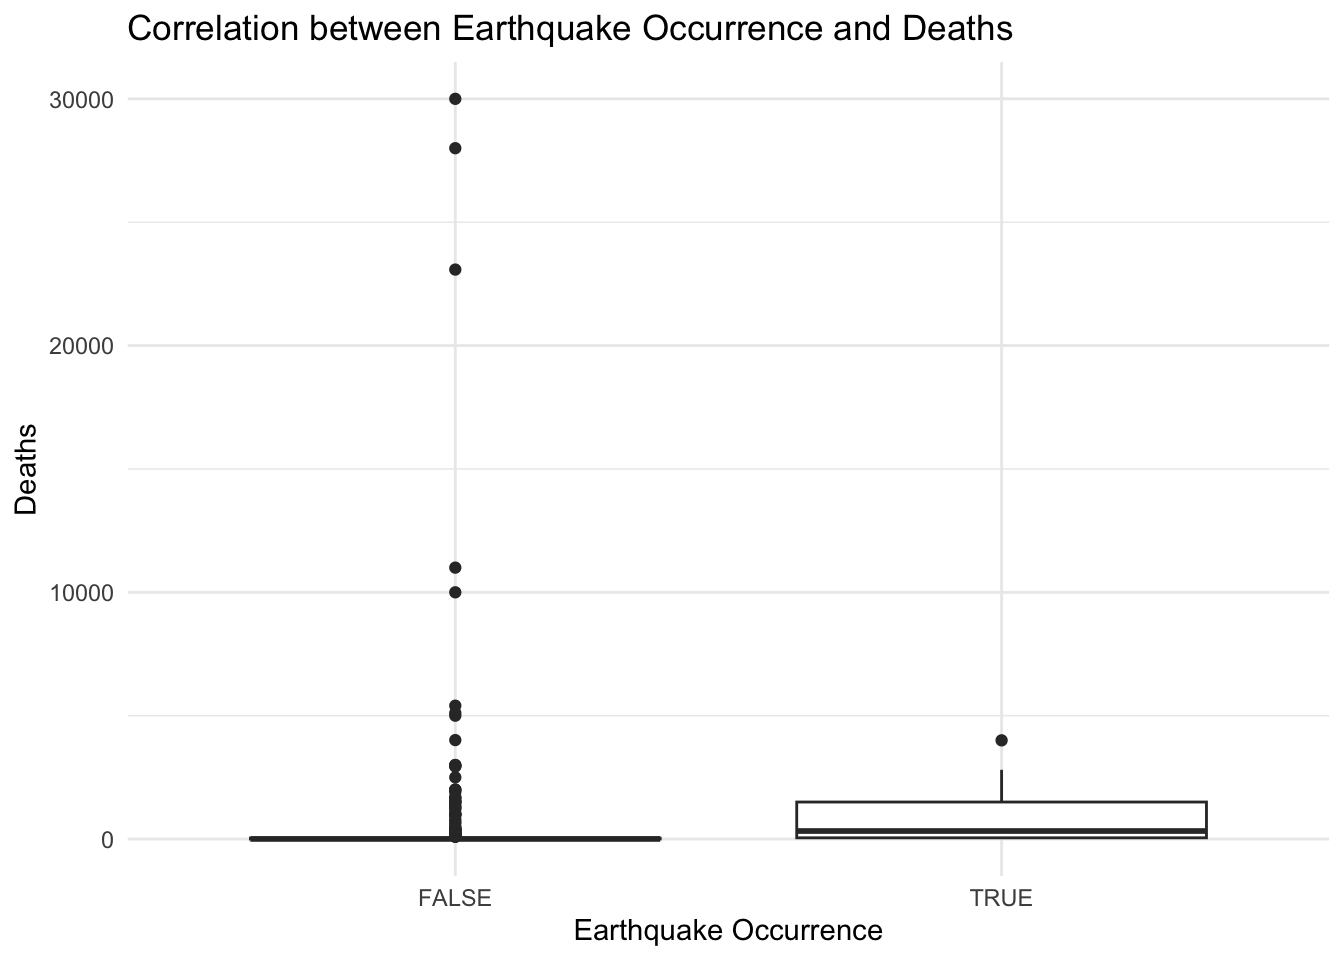 Correlation between Earthquake Occurrence and Deaths
30000
20000
10000
0
Deaths
FALSE
TRUE
Earthquake Occurrence